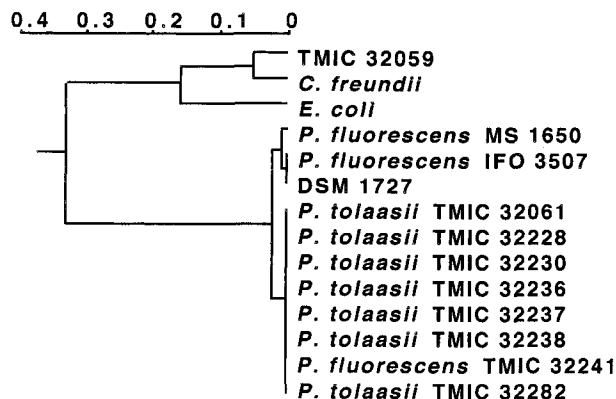 0.4 0.3 0.2 0.1 0
TMIC 32059
C. freundii
E. coli
P. fluorescens MS 1650
P. fluorescens IFO 3507
DSM 1727
P. tolaasii TMIC 32061
P. tolaasii TMIC 32228
P. tolaasii TMIC 32230
P. tolaasii TMIC 32236
P. tolaasii TMIC 32237
P. tolaasii TMIC 32238
P. fluorescens TMIC 32241
P. tolaasii TMIC 32282